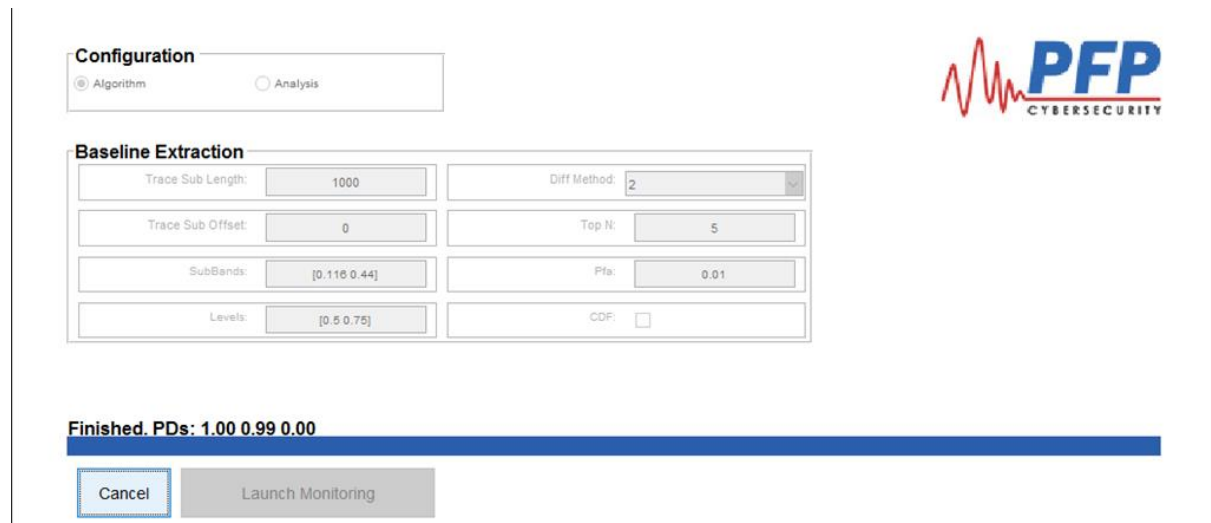 Configuration
Algorithm Analysis
PFP
CYBERSECURITY
Baseline Extraction
Trace Sub Length: 1000 Diff Method: 2
Trace Sub Offset: 0 Top N: 5
SubBands: [0.116 0.44] Pfa: 0.01
Levels: [0.5 0.75] CDF:
Finished. PDs: 1.00 0.99 0.00
Cancel Launch Monitoring